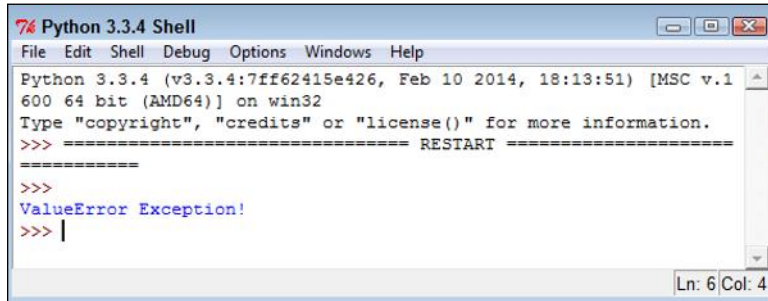 Python 3.3.4 Shell
File Edit Shell Debug Options Windows Help
Python 3.3.4 (v3.3.4:7ff62415e426, Feb 10 2014, 18:13:51) [MSC v.1
600 64 bit (AMD64)] on win32
Type "copyright", "credits" or "license()" for more information.
>>> ================================ RESTART =====================
===========
>>>
ValueError Exception!
>>>
Ln: 6 Col: 4